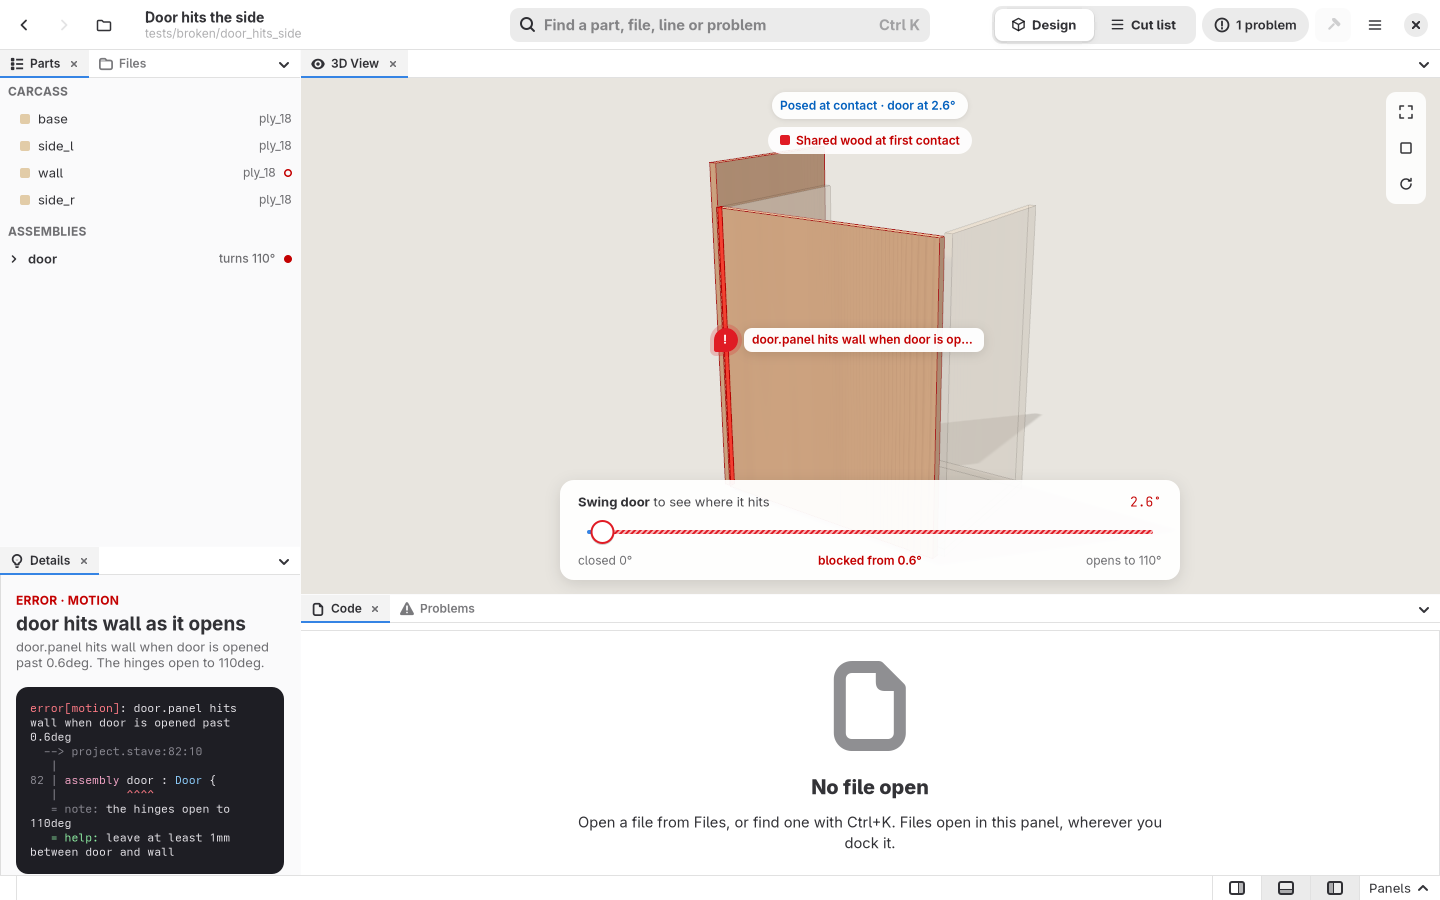 Door hits the side
tests/broken/door_hits_side
Find a part, file, line or problem
Ctrl K
Design
Cut list
1 problem
Parts
Files
3D View
CARCASS
base
ply_18
side_l
ply_18
wall
ply_18
side_r
ply_18
ASSEMBLIES
door
turns 110°
Posed at contact · door at 2.6°
Shared wood at first contact
!
door.panel hits wall when door is op...
Swing door to see where it hits
2.6°
closed 0°
blocked from 0.6°
opens to 110°
Details
ERROR · MOTION
door hits wall as it opens
door.panel hits wall when door is opened
past 0.6deg. The hinges open to 110deg.
error[motion]: door.panel hits
wall when door is opened past
0.6deg
--> project.stave:82:10
|
82 | assembly door : Door {
| ^^^^
= note: the hinges open to
110deg
= help: leave at least 1mm
between door and wall
Code
Problems
No file open
Open a file from Files, or find one with Ctrl+K. Files open in this panel, wherever you
dock it.
Panels